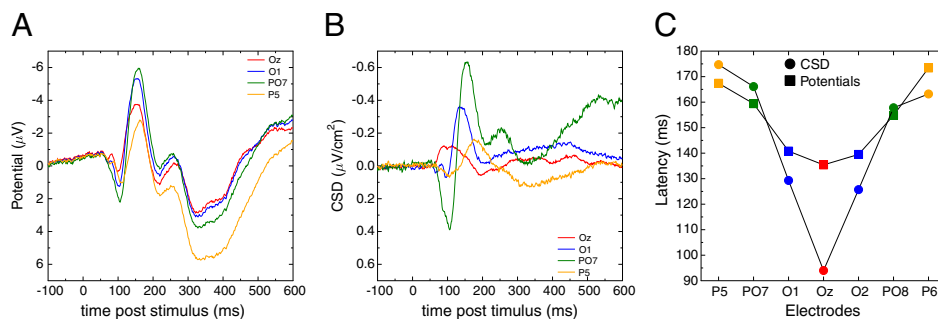 A
Potential (μV)
-6
-4
-2
0
2
4
6
Oz
O1
PO7
P5
-100 0 100 200 300 400 500 600
time post stimulus (ms)
B
CSD (μV/cm²)
-0.6
-0.4
-0.2
0.0
0.2
0.4
0.6
Oz
O1
PO7
P5
-100 0 100 200 300 400 500 600
time post timulus (ms)
C
Latency (ms)
180
170
160
150
140
130
120
110
100
90
CSD
Potentials
P5 PO7 O1 Oz O2 PO8 P6
Electrodes